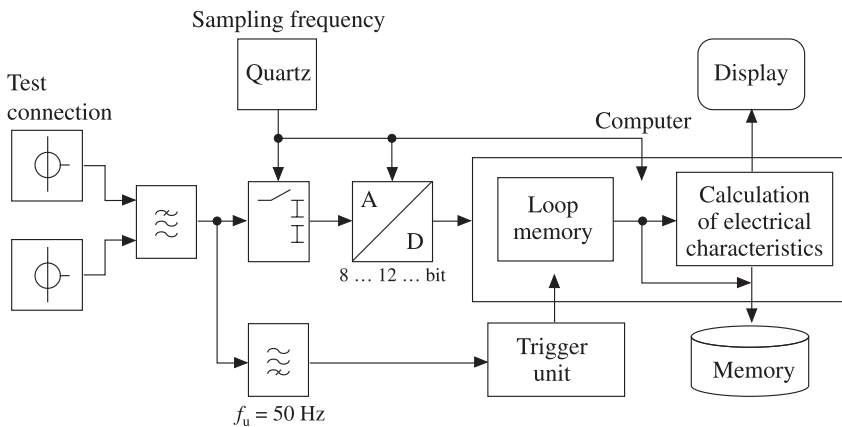 Sampling frequency
Quartz
Display
Test
connection
Computer
Loop
memory
Calculation
of electrical
characteristics
A
D
8 … 12 … bit
Trigger
unit
Memory
fu = 50 Hz